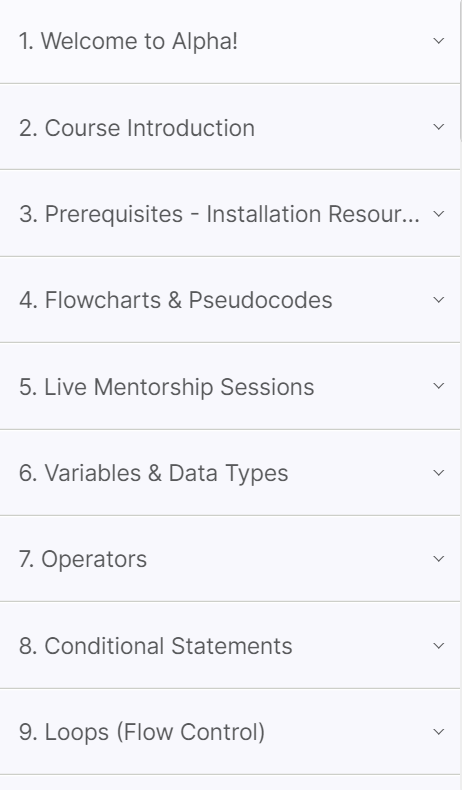 1. Welcome to Alpha!
2. Course Introduction
3. Prerequisites - Installation Resour...
4. Flowcharts & Pseudocodes
5. Live Mentorship Sessions
6. Variables & Data Types
7. Operators
8. Conditional Statements
9. Loops (Flow Control)